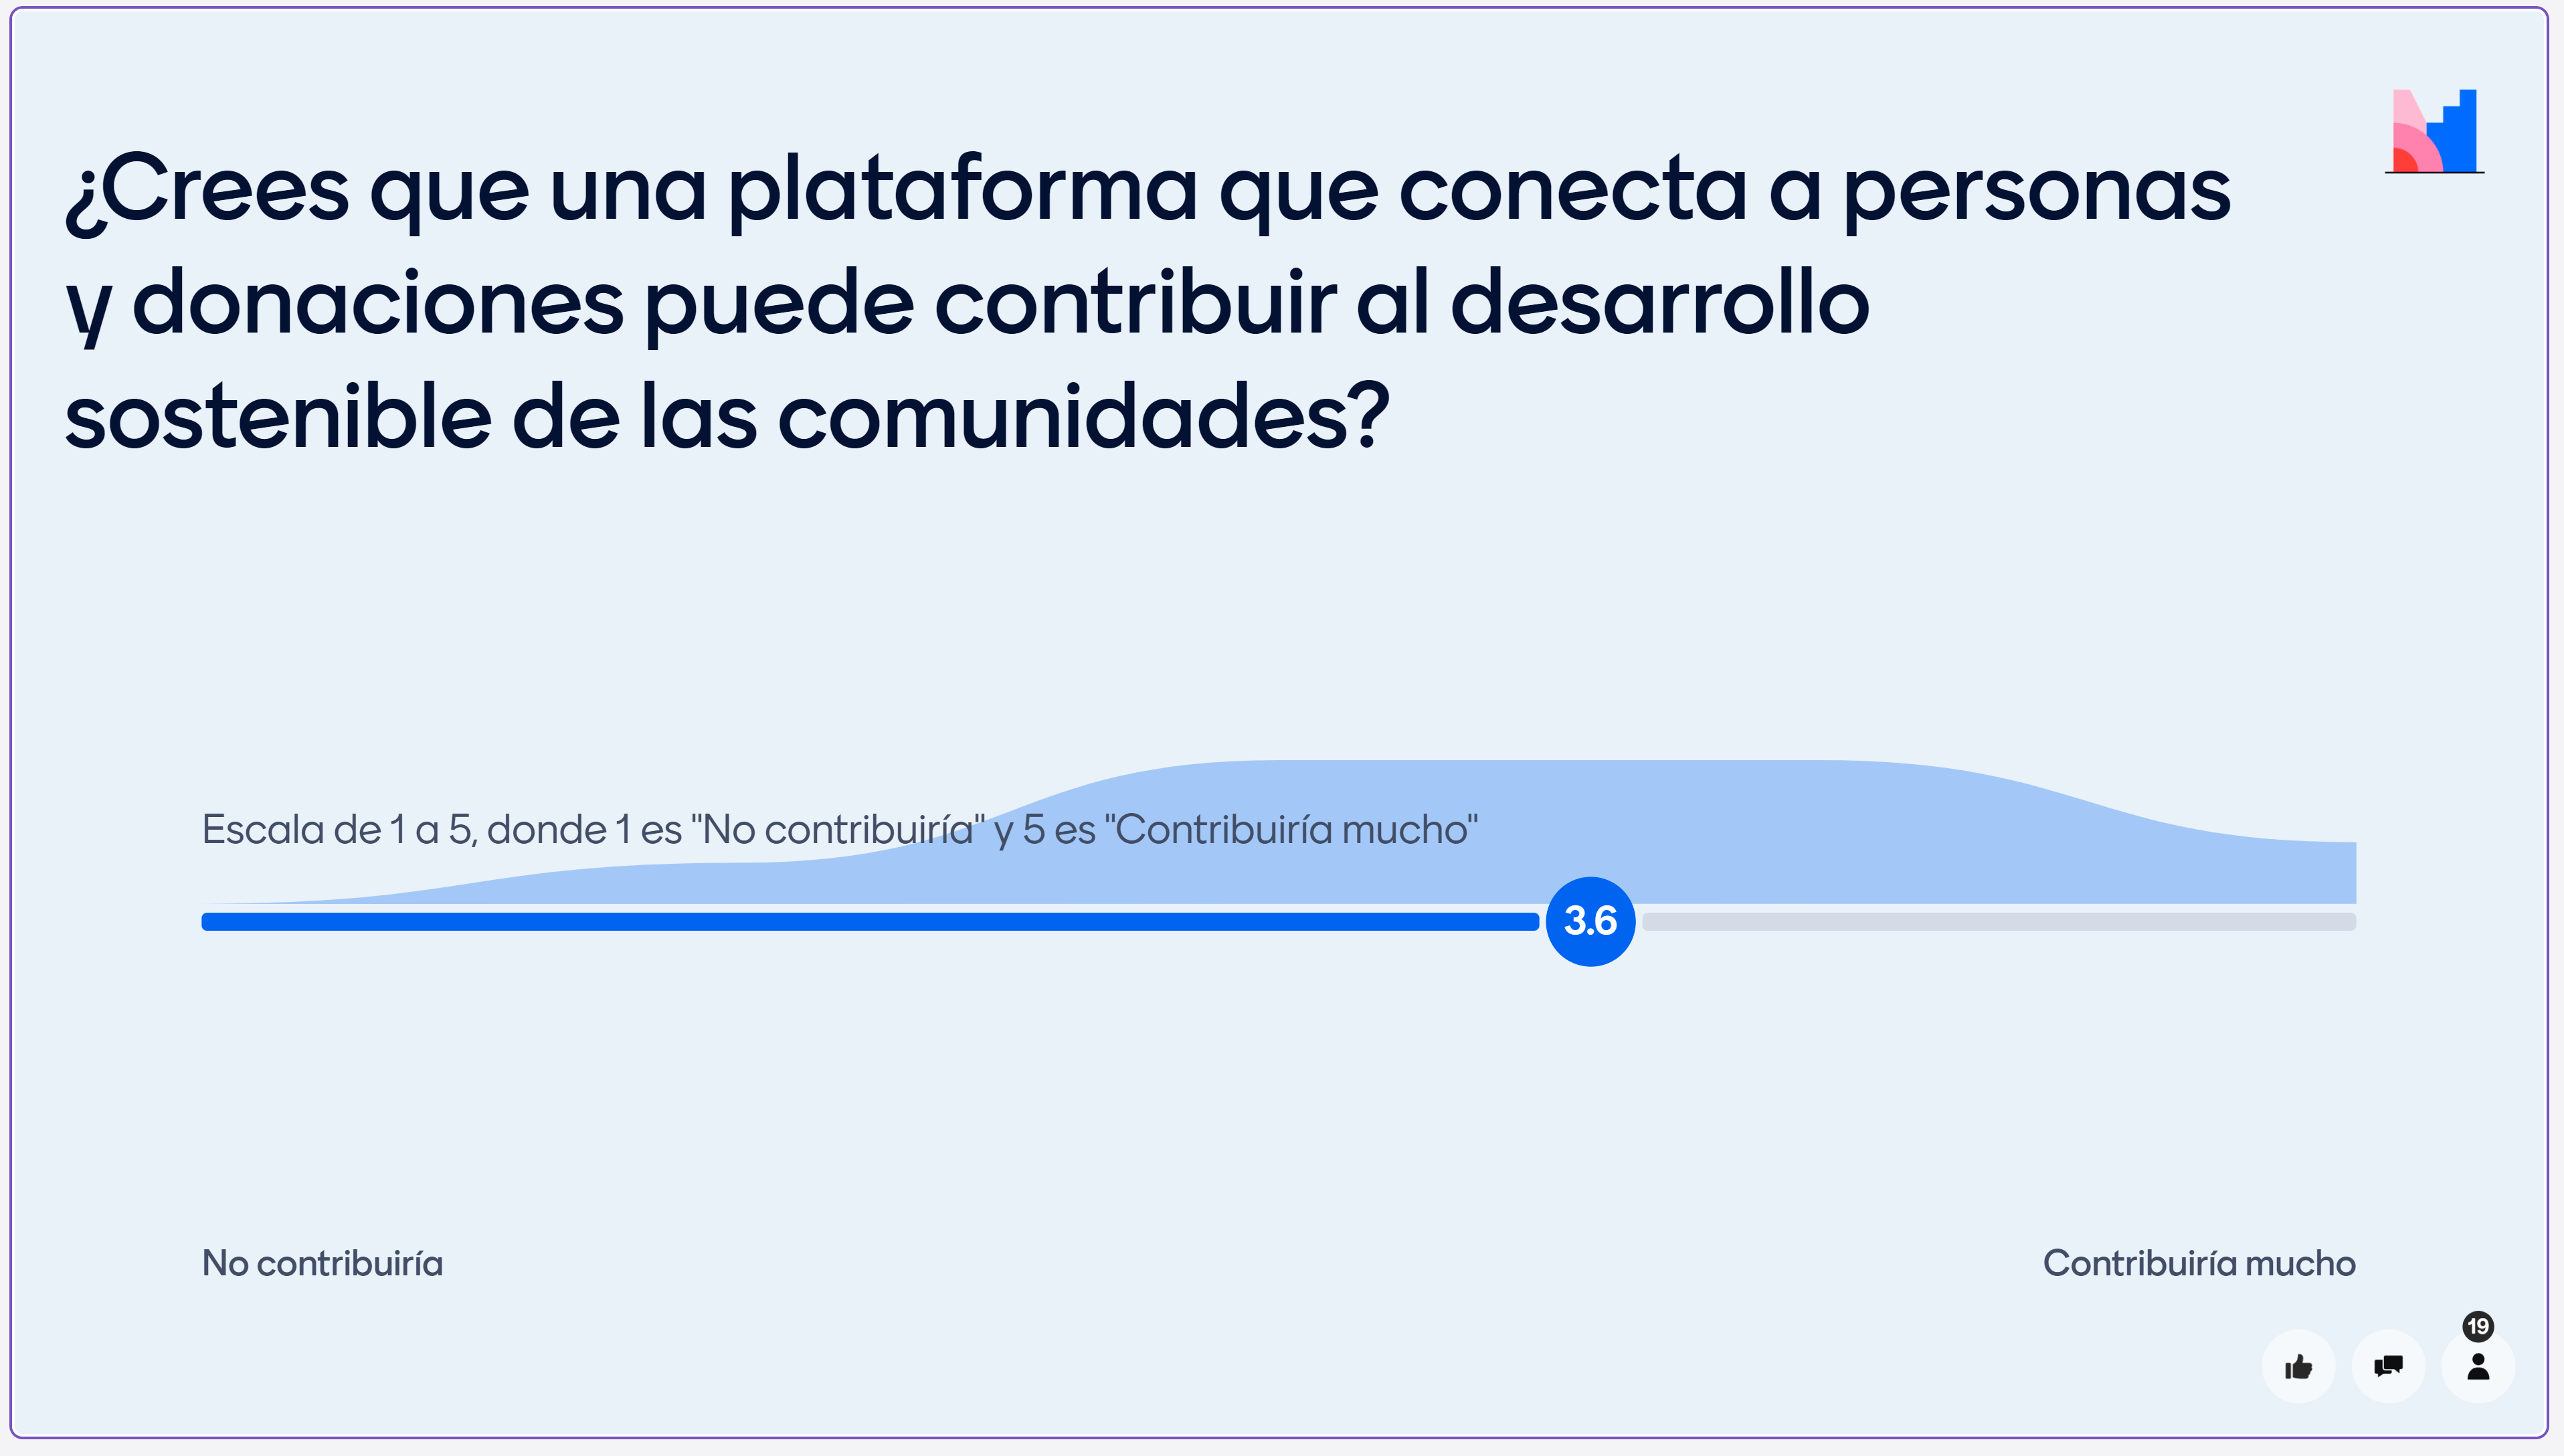 ¿Crees que una plataforma que conecta a personas
y donaciones puede contribuir al desarrollo
sostenible de las comunidades?
Escala de 1 a 5, donde 1 es "No contribuiría" y 5 es "Contribuiría mucho"
3.6
No contribuiría
Contribuiría mucho
19